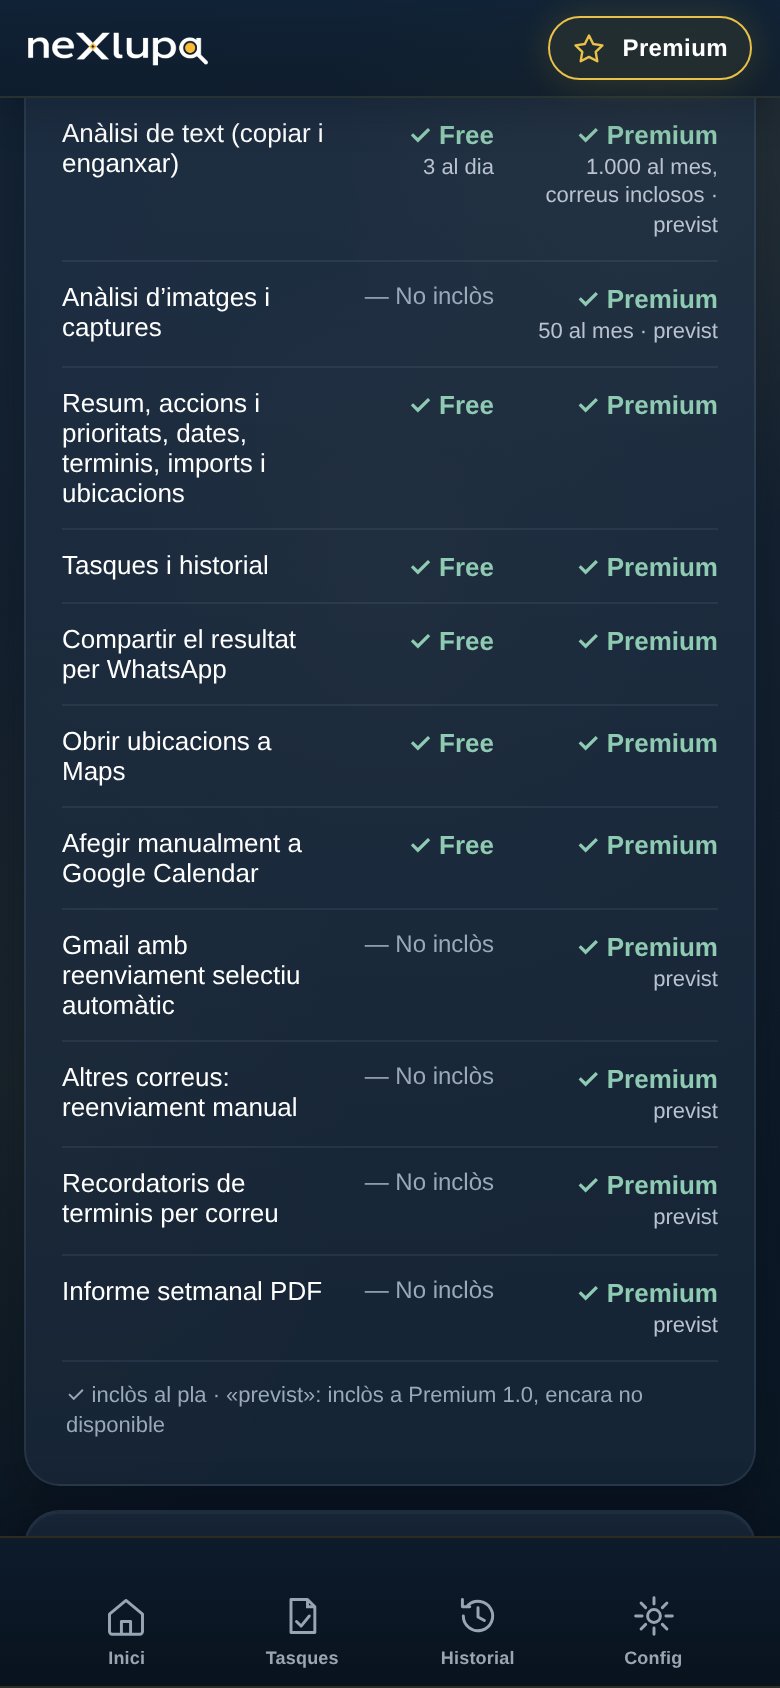 nexlupa
Premium
Anàlisi de text (copiar i
enganxar)
✓ Free
3 al dia
✓ Premium
1.000 al mes,
correus inclosos ·
previst
Anàlisi d’imatges i
captures
— No inclòs
✓ Premium
50 al mes · previst
Resum, accions i
prioritats, dates,
terminis, imports i
ubicacions
✓ Free
✓ Premium
Tasques i historial
✓ Free
✓ Premium
Compartir el resultat
per WhatsApp
✓ Free
✓ Premium
Obrir ubicacions a
Maps
✓ Free
✓ Premium
Afegir manualment a
Google Calendar
✓ Free
✓ Premium
Gmail amb
reenviament selectiu
automàtic
— No inclòs
✓ Premium
previst
Altres correus:
reenviament manual
— No inclòs
✓ Premium
previst
Recordatoris de
terminis per correu
— No inclòs
✓ Premium
previst
Informe setmanal PDF
— No inclòs
✓ Premium
previst
✓ inclòs al pla · «previst»: inclòs a Premium 1.0, encara no
disponible
Inici
Tasques
Historial
Config